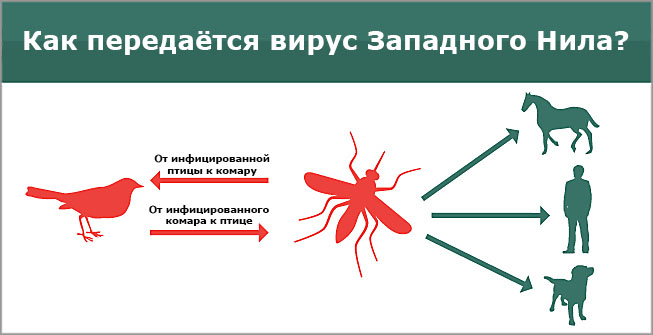 Как передаётся вирус Западного Нила?
От инфицированной
птицы к комару
От инфицированного
комара к птице